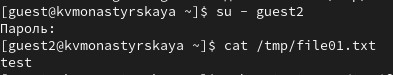 [guest@kvmonastyrskaya ~]$ su - guest2
Пароль:
[guest2@kvmonastyrskaya ~]$ cat /tmp/file01.txt
test